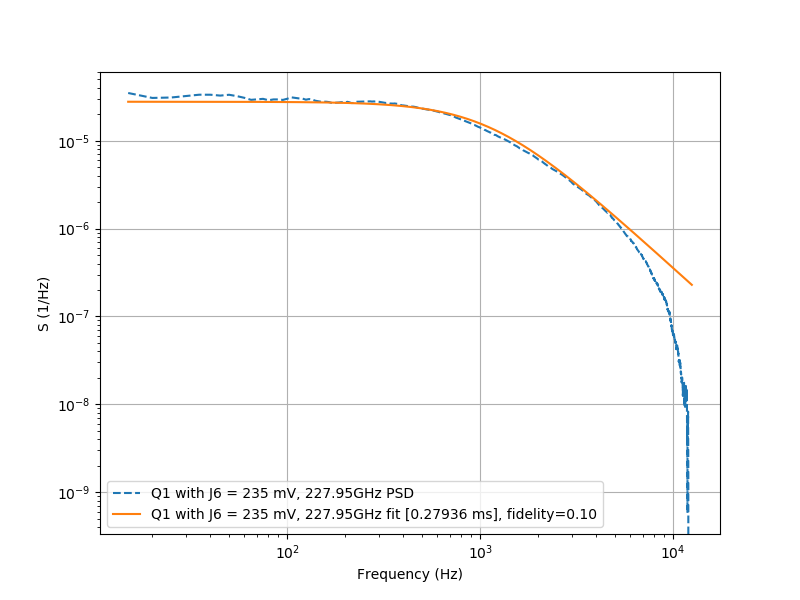 10⁻⁵
10⁻⁶
10⁻⁷
10⁻⁸
10⁻⁹
S (1/Hz)
Q1 with J6 = 235 mV, 227.95GHz PSD
Q1 with J6 = 235 mV, 227.95GHz fit [0.27936 ms], fidelity=0.10
10² 10³ 10⁴
Frequency (Hz)